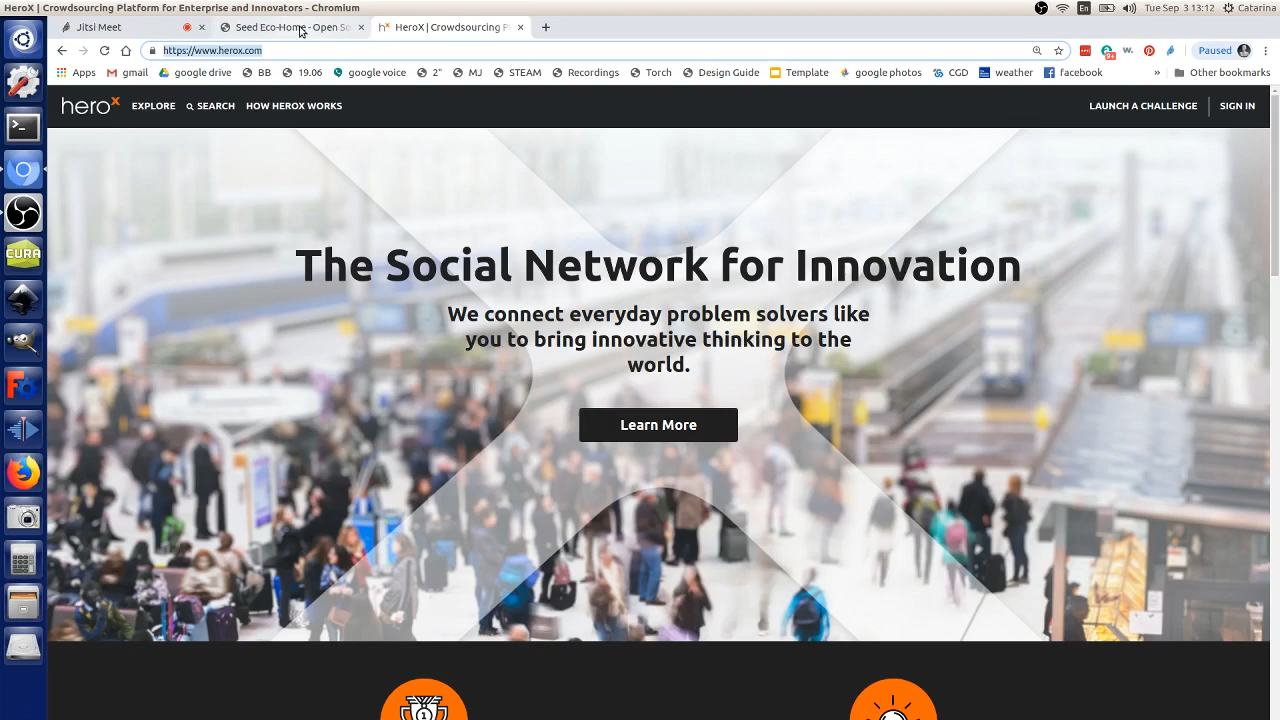 HeroX | Crowdsourcing Platform for Enterprise and Innovators - Chromium
En
Tue Sep 3 13:12
Catarina
Jitsi Meet
Seed Eco-Home - Open So
HeroX | Crowdsourcing P
https://www.herox.com
Paused
Apps
gmail
google drive
BB
19.06
google voice
2"
MJ
STEAM
Recordings
Torch
Design Guide
Template
google photos
CGD
weather
facebook
»
Other bookmarks
herox
EXPLORE
SEARCH
HOW HEROX WORKS
LAUNCH A CHALLENGE
SIGN IN
The Social Network for Innovation
We connect everyday problem solvers like
you to bring innovative thinking to the
world.
Learn More
CURA
1